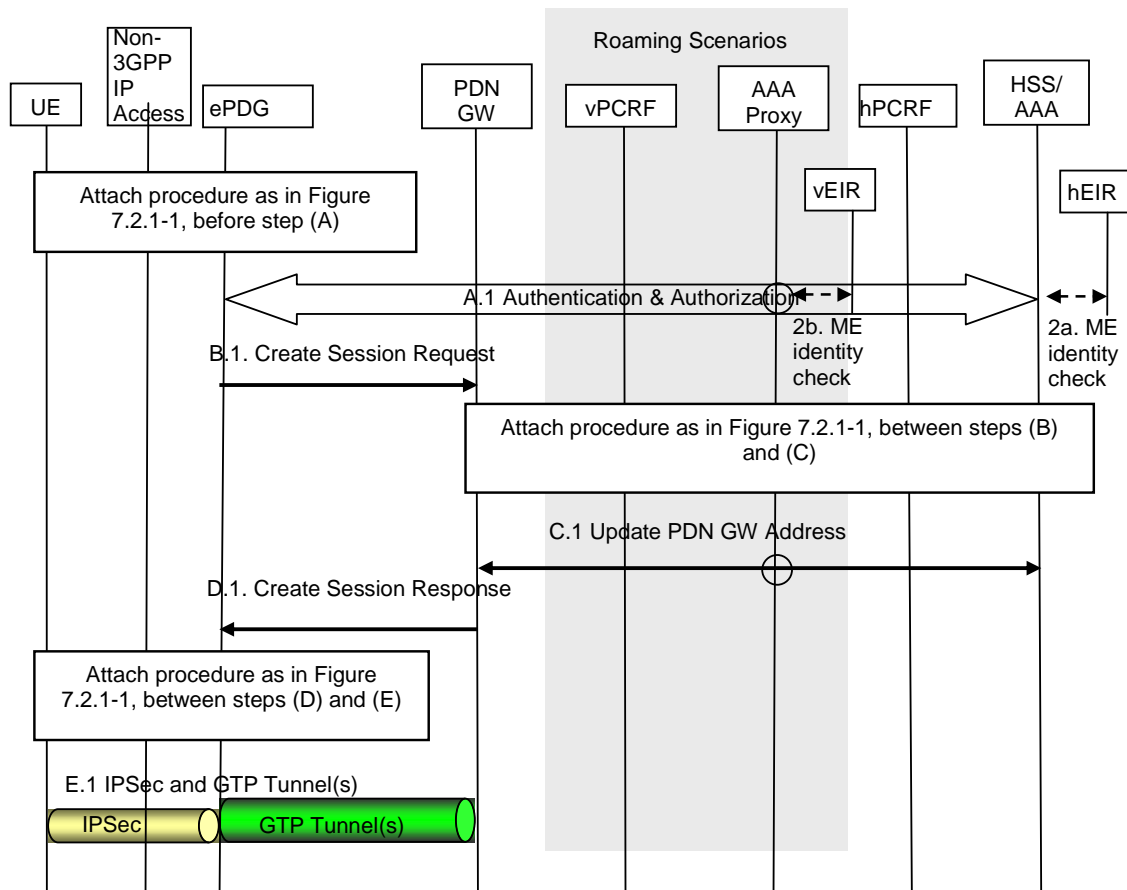 Roaming Scenarios
Non-
3GPP
IP
Access
UE
ePDG
PDN
GW
vPCRF
AAA
Proxy
hPCRF
HSS/
AAA
vEIR
hEIR
Attach procedure as in Figure
7.2.1-1, before step (A)
A.1 Authentication & Authorization
2b. ME
identity
check
2a. ME
identity
check
B.1. Create Session Request
Attach procedure as in Figure 7.2.1-1, between steps (B)
and (C)
C.1 Update PDN GW Address
D.1. Create Session Response
Attach procedure as in Figure
7.2.1-1, between steps (D) and (E)
E.1 IPSec and GTP Tunnel(s)
IPSec
GTP Tunnel(s)